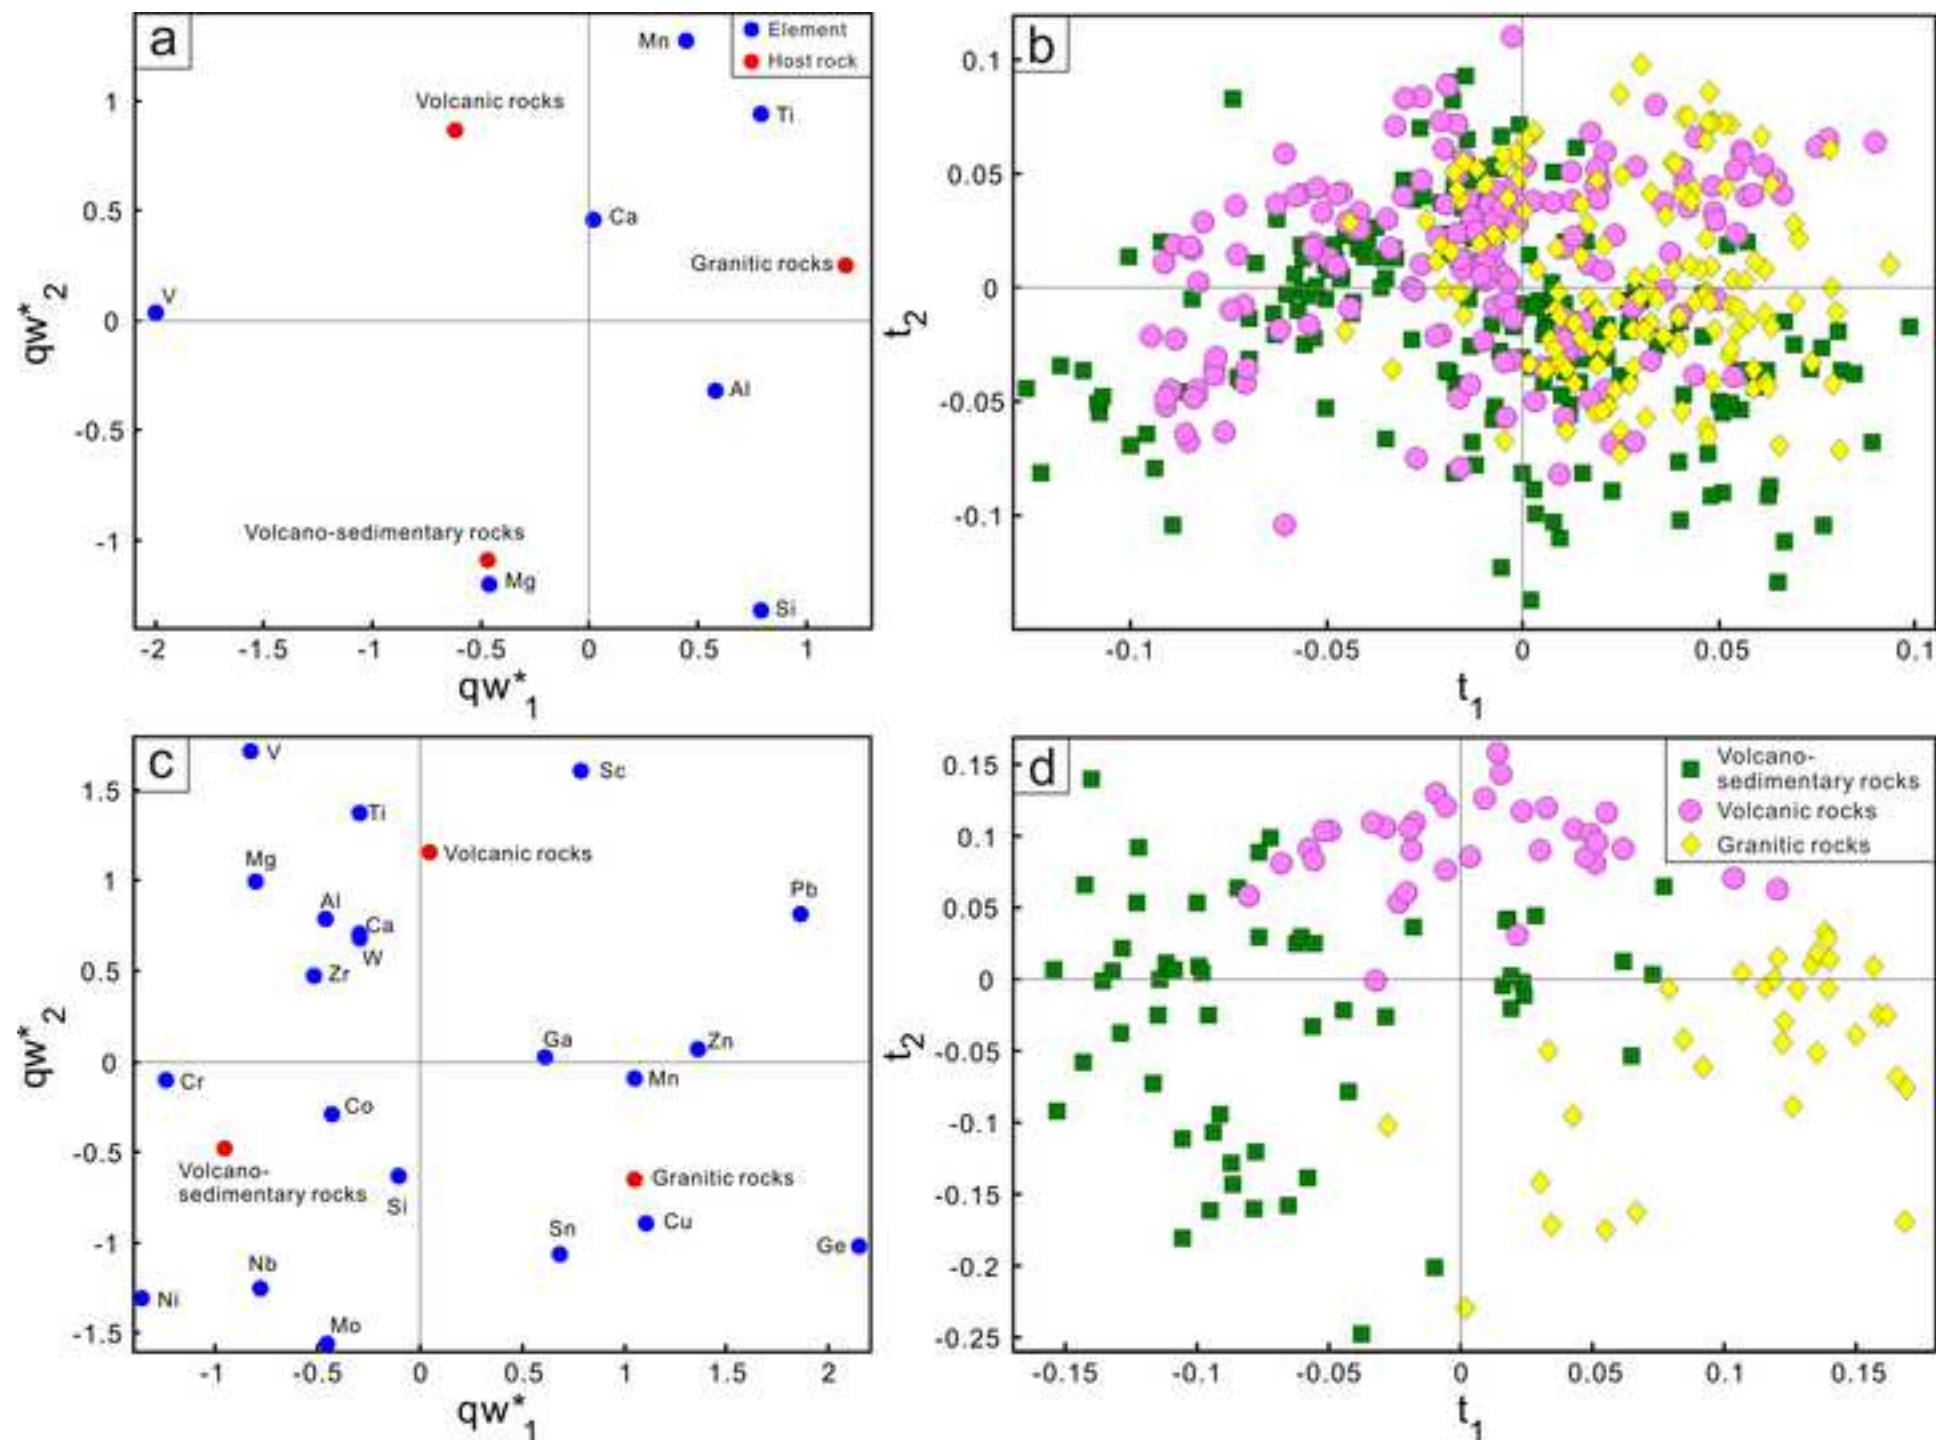 a
Element
Host rock
Mn
Ti
Volcanic rocks
Ca
Granitic rocks
V
Al
Volcano-sedimentary rocks
Mg
Si
1
0.5
0
-0.5
-1
qw*2
-2 -1.5 -1 -0.5 0 0.5 1
qw*1
b
0.1
0.05
0
-0.05
-0.1
t2
-0.1 -0.05 0 0.05 0.1
t1
c
V
Sc
Ti
Volcanic rocks
Mg
Pb
Al
Ca
W
Zr
Ga
Zn
Cr
Mn
Co
Volcano-
sedimentary rocks
Granitic rocks
Si
Cu
Sn
Ge
Nb
Ni
Mo
1.5
1
0.5
0
-0.5
-1
-1.5
qw*2
-1 -0.5 0 0.5 1 1.5 2
qw*1
d
Volcano-
sedimentary rocks
Volcanic rocks
Granitic rocks
0.15
0.1
0.05
0
-0.05
-0.1
-0.15
-0.2
-0.25
t2
-0.15 -0.1 -0.05 0 0.05 0.1 0.15
t1